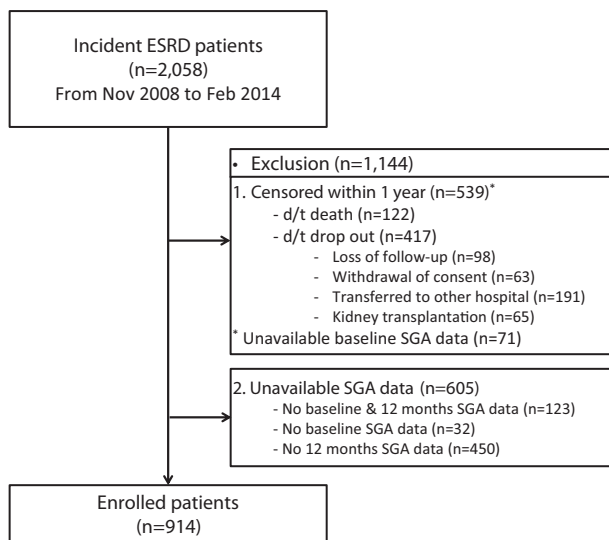 Incident ESRD patients
(n=2,058)
From Nov 2008 to Feb 2014
• Exclusion (n=1,144)
1. Censored within 1 year (n=539)*
- d/t death (n=122)
- d/t drop out (n=417)
- Loss of follow-up (n=98)
- Withdrawal of consent (n=63)
- Transferred to other hospital (n=191)
- Kidney transplantation (n=65)
* Unavailable baseline SGA data (n=71)
2. Unavailable SGA data (n=605)
- No baseline & 12 months SGA data (n=123)
- No baseline SGA data (n=32)
- No 12 months SGA data (n=450)
Enrolled patients
(n=914)